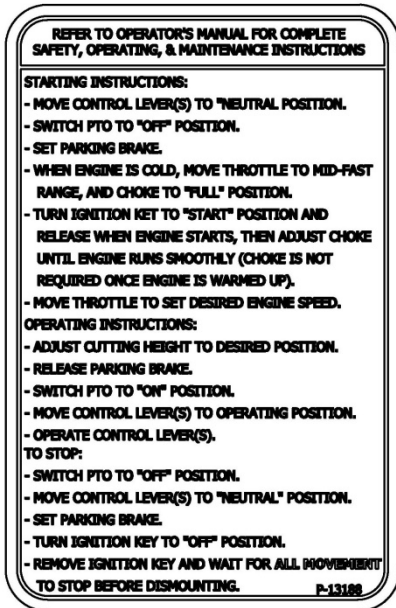 REFER TO OPERATOR'S MANUAL FOR COMPLETE
SAFETY, OPERATING, & MAINTENANCE INSTRUCTIONS
STARTING INSTRUCTIONS:
- MOVE CONTROL LEVER(S) TO "NEUTRAL POSITION.
- SWITCH PTO TO "OFF" POSITION.
- SET PARKING BRAKE.
- WHEN ENGINE IS COLD, MOVE THROTTLE TO MID-FAST
RANGE, AND CHOKE TO "FULL" POSITION.
- TURN IGNITION KET TO "START" POSITION AND
RELEASE WHEN ENGINE STARTS, THEN ADJUST CHOKE
UNTIL ENGINE RUNS SMOOTHLY (CHOKE IS NOT
REQUIRED ONCE ENGINE IS WARMED UP).
- MOVE THROTTLE TO SET DESIRED ENGINE SPEED.
OPERATING INSTRUCTIONS:
- ADJUST CUTTING HEIGHT TO DESIRED POSITION.
- RELEASE PARKING BRAKE.
- SWITCH PTO TO "ON" POSITION.
- MOVE CONTROL LEVER(S) TO OPERATING POSITION.
- OPERATE CONTROL LEVER(S).
TO STOP:
- SWITCH PTO TO "OFF" POSITION.
- MOVE CONTROL LEVER(S) TO "NEUTRAL" POSITION.
- SET PARKING BRAKE.
- TURN IGNITION KEY TO "OFF" POSITION.
- REMOVE IGNITION KEY AND WAIT FOR ALL MOVEMENT
TO STOP BEFORE DISMOUNTING. P-13188